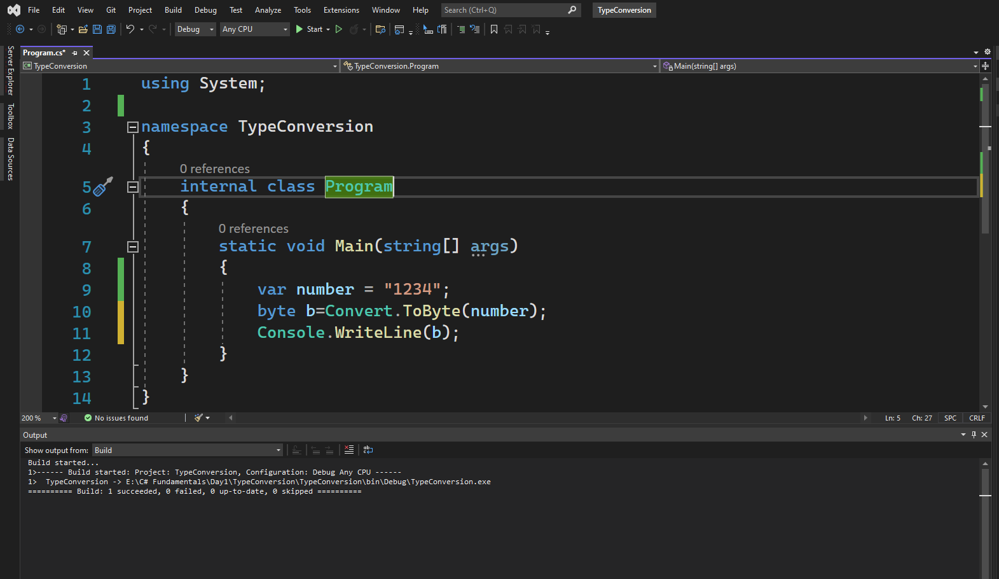 File Edit View Git Project Build Debug Test Analyze Tools Extensions Window Help Search (Ctrl+Q) TypeConversion
Debug Any CPU Start
Server Explorer
Toolbox
Data Sources
Program.cs*
C# TypeConversion TypeConversion.Program Main(string[] args)
1 using System;
2
3 namespace TypeConversion
4 {
0 references
5 internal class Program
6 {
0 references
7 static void Main(string[] args)
8 {
9 var number = "1234";
10 byte b=Convert.ToByte(number);
11 Console.WriteLine(b);
12 }
13 }
14 }
200 % No issues found Ln: 5 Ch: 27 SPC CRLF
Output
Show output from: Build
Build started...
1>------ Build started: Project: TypeConversion, Configuration: Debug Any CPU ------
1>  TypeConversion -> E:\C# Fundamentals\Day1\TypeConversion\TypeConversion\bin\Debug\TypeConversion.exe
========== Build: 1 succeeded, 0 failed, 0 up-to-date, 0 skipped ==========